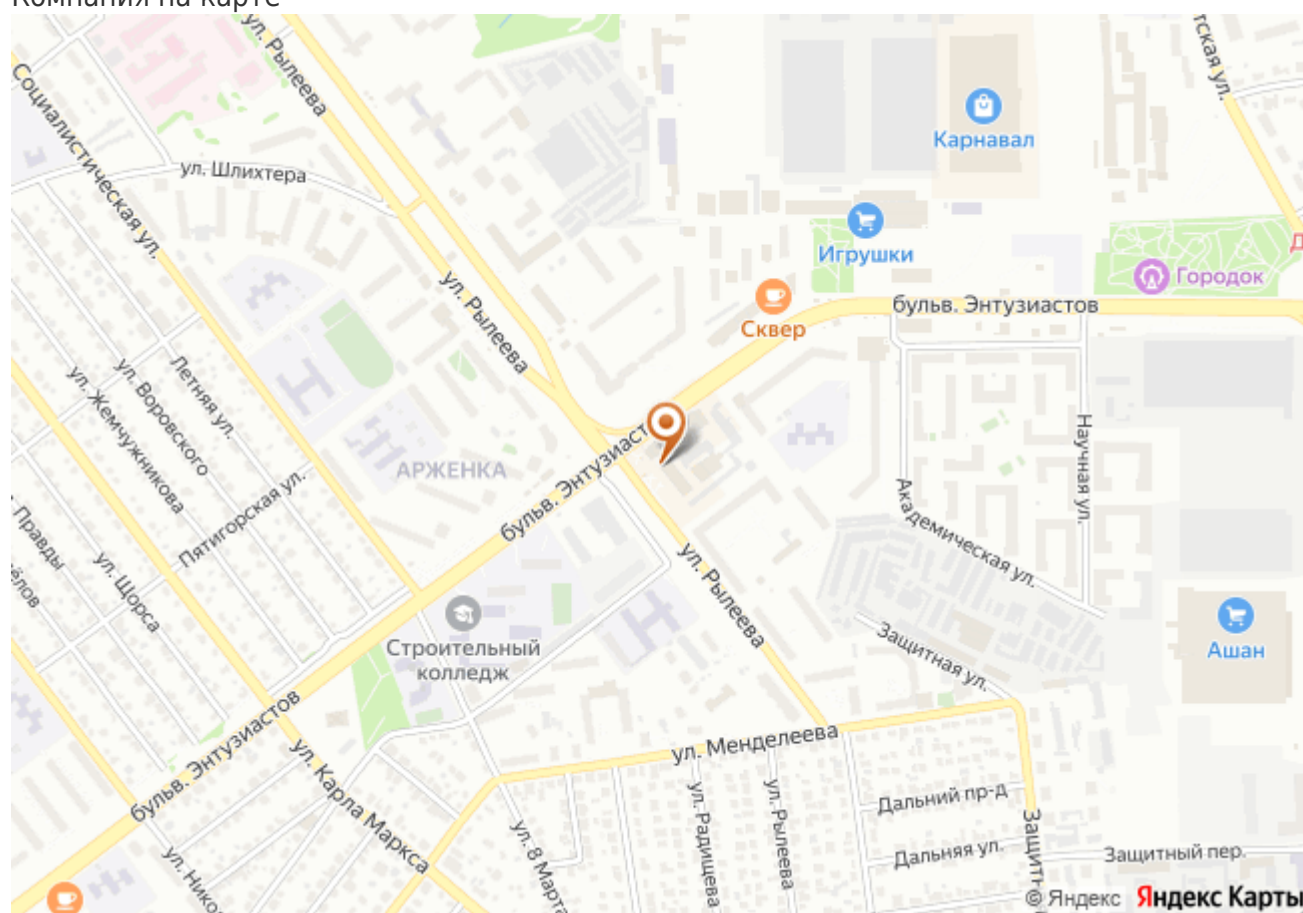 Компания на карте
ул. Рылеева
Социалистическая ул.
ул. Шлихтера
Карнавал
Игрушки
Городок
бульв. Энтузиастов
Сквер
ул. Рылеева
Летняя ул.
ул. Воровского
ул. Жемчужникова
АРЖЕНКА
Пятигорская ул.
бульв. Энтузиастов
Научная ул.
Академическая ул.
ул. Щорса
Правды
ул. Рылеева
Строительный
колледж
Защитная ул.
Ашан
бульв. Энтузиастов
ул. Карла Маркса
ул. Менделеева
ул. Радищева
ул. Рылеева
Дальний пр-д
Дальняя ул.
Защитный пер.
ул. 8 Марта
© Яндекс Яндекс Карты